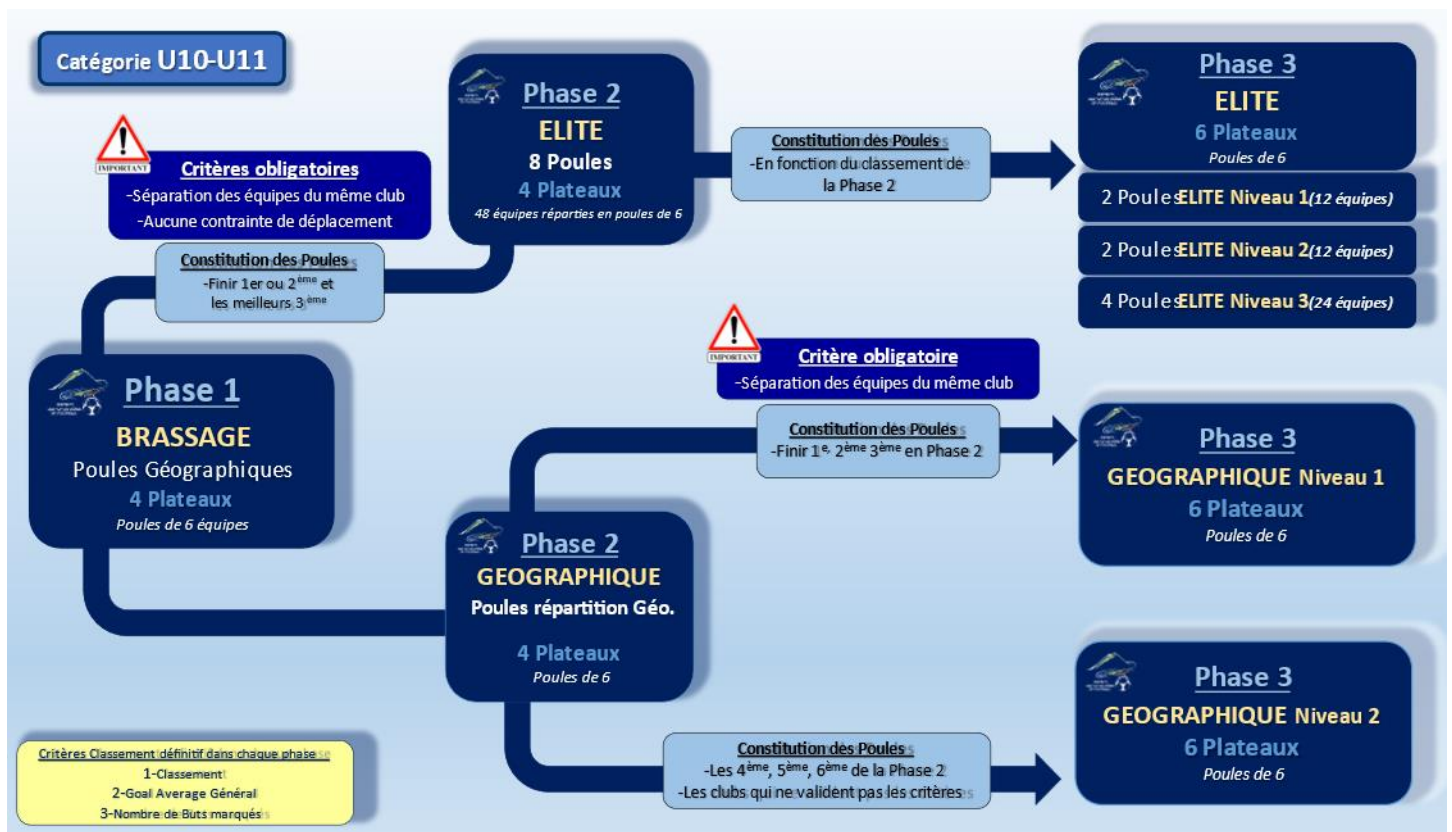 Catégorie U10-U11
IMPORTANT
Critères obligatoires
-Séparation des équipes du même club
-Aucune contrainte de déplacement
Constitution des Poules
-Finir 1er ou 2ème et
les meilleurs 3ème
Phase 1
BRASSAGE
Poules Géographiques
4 Plateaux
Poules de 6 équipes
Phase 2
ELITE
8 Poules
4 Plateaux
48 équipes réparties en poules de 6
Constitution des Poules
-En fonction du classement de
la Phase 2
Phase 3
ELITE
6 Plateaux
Poules de 6
2 Poules ELITE Niveau 1 (12 équipes)
2 Poules ELITE Niveau 2 (12 équipes)
4 Poules ELITE Niveau 3 (24 équipes)
IMPORTANT
Critère obligatoire
-Séparation des équipes du même club
Constitution des Poules
-Finir 1e, 2ème 3ème en Phase 2
Phase 3
GEOGRAPHIQUE Niveau 1
6 Plateaux
Poules de 6
Phase 2
GEOGRAPHIQUE
Poules répartition Géo.
4 Plateaux
Poules de 6
Constitution des Poules
-Les 4ème, 5ème, 6ème de la Phase 2
-Les clubs qui ne valident pas les critères
Phase 3
GEOGRAPHIQUE Niveau 2
6 Plateaux
Poules de 6
Critères Classement définitif dans chaque phase
1-Classement
2-Goal Average Général
3-Nombre de Buts marqués